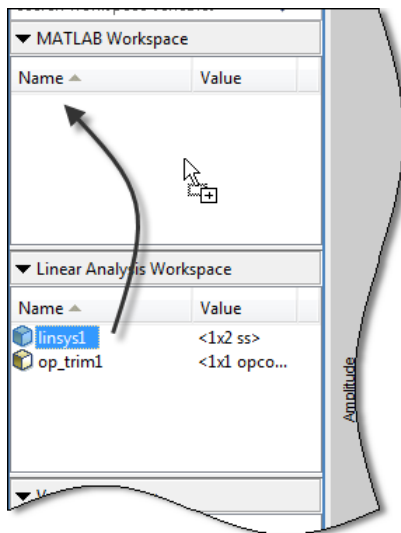 MATLAB Workspace
Name Value
Linear Analysis Workspace
Name Value
linsys1 <1x2 ss>
op_trim1 <1x1 opco...
Amplitude